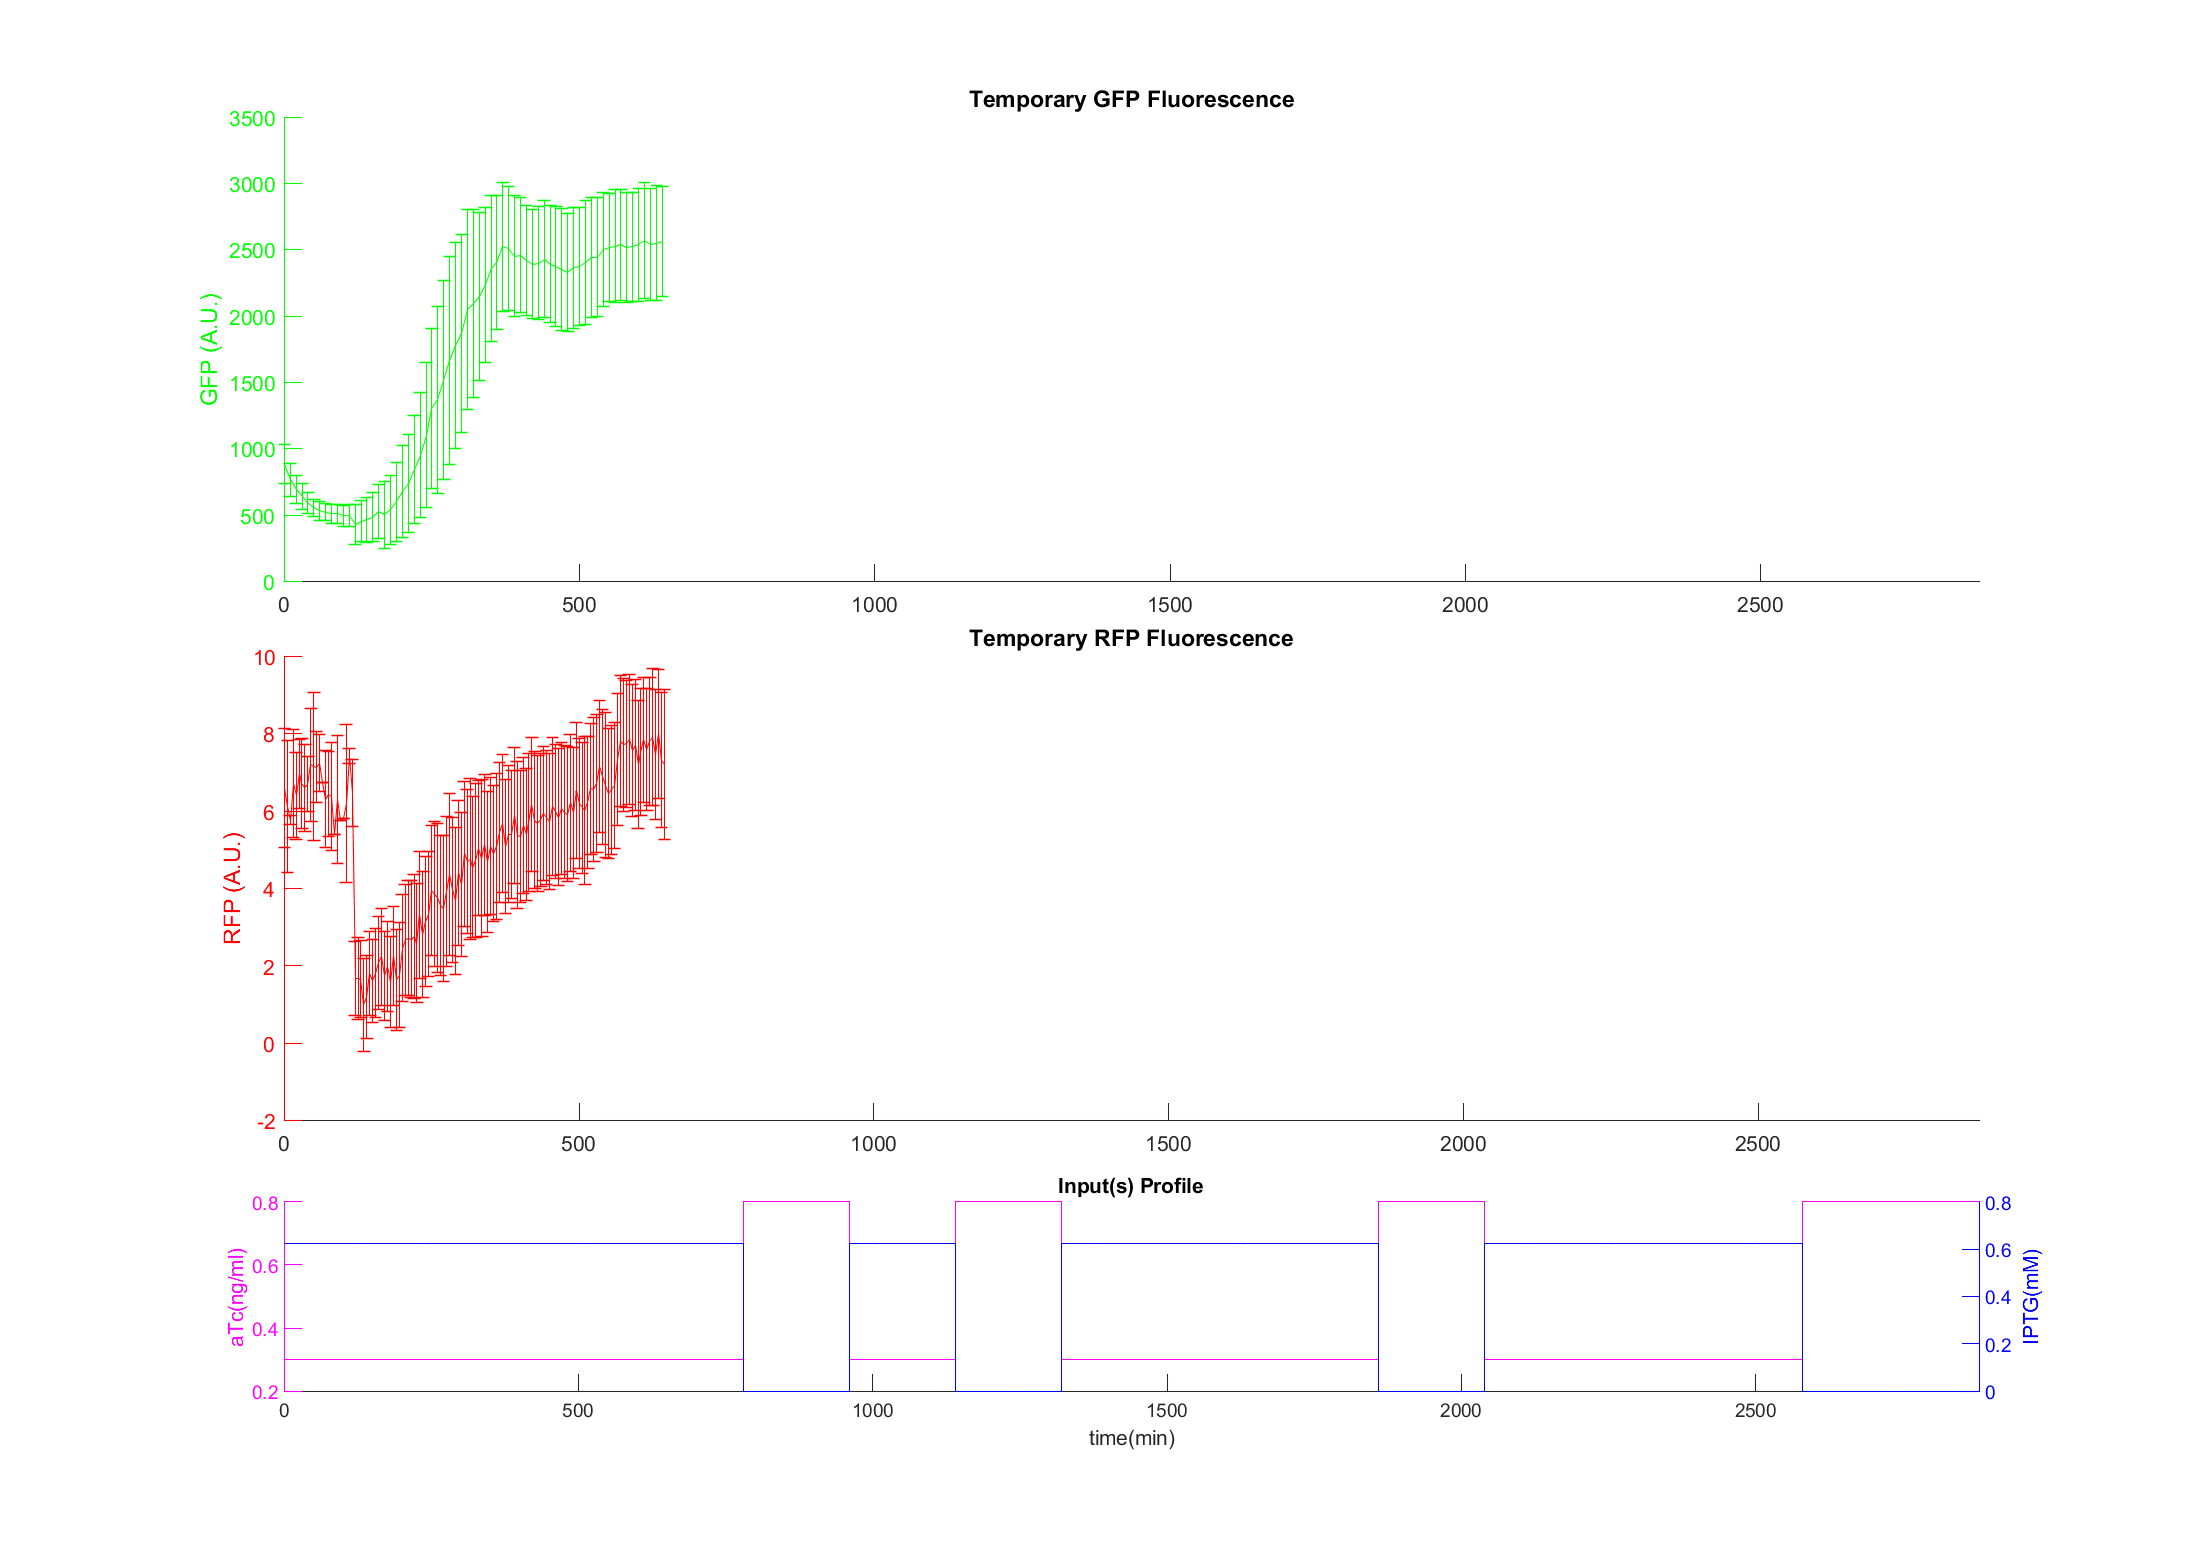 Temporary GFP Fluorescence
GFP (A.U.)
3500
3000
2500
2000
1500
1000
500
0
0 500 1000 1500 2000 2500
Temporary RFP Fluorescence
RFP (A.U.)
10
8
6
4
2
0
-2
0 500 1000 1500 2000 2500
Input(s) Profile
aTc(ng/ml)
0.8
0.6
0.4
0.2
IPTG(mM)
0.8
0.6
0.4
0.2
0
0 500 1000 1500 2000 2500
time(min)